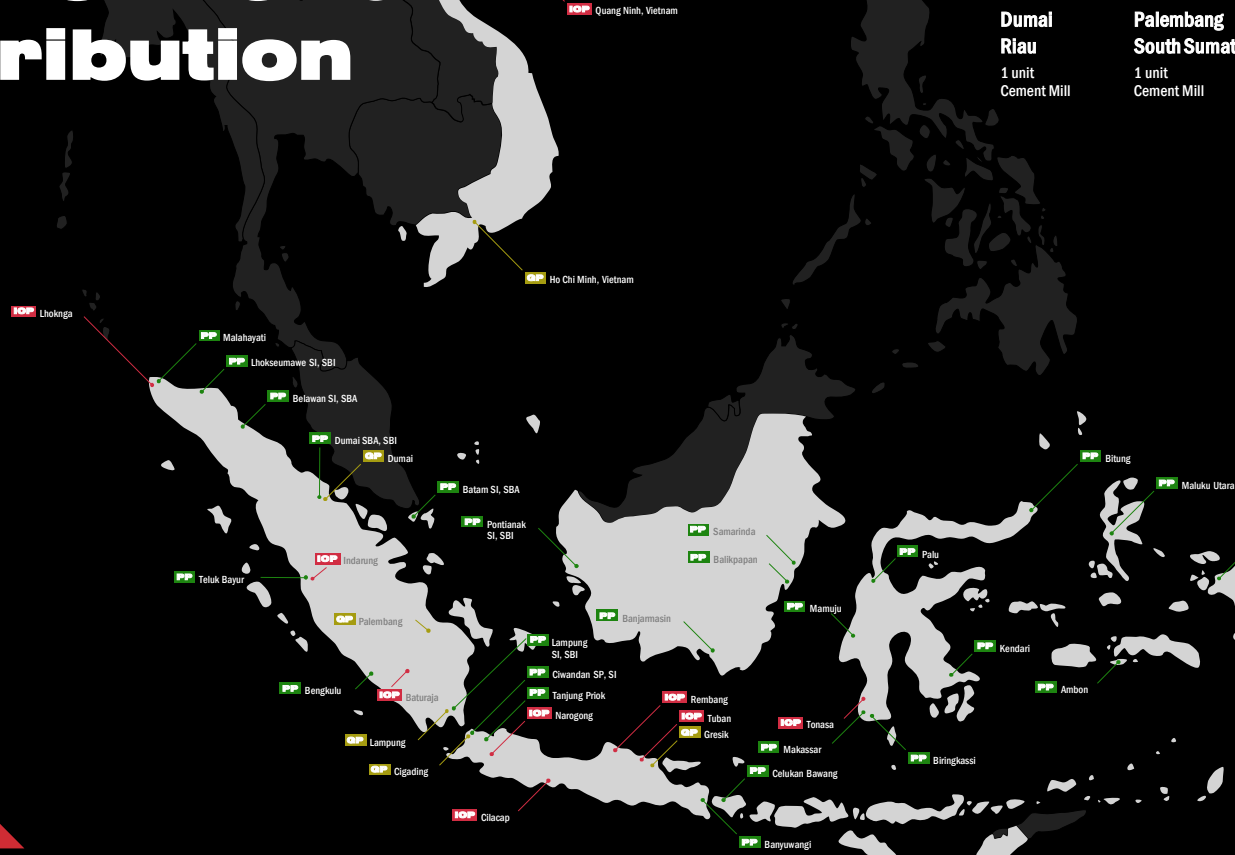 ribution
IOP Quang Ninh, Vietnam
Dumai
Riau
1 unit
Cement Mill
Palembang
South Sumat
1 unit
Cement Mill
GP Ho Chi Minh, Vietnam
IOP Lhoknga
PP Malahayati
PP Lhokseumawe SI, SBI
PP Belawan SI, SBA
PP Dumai SBA, SBI
GP Dumai
PP Batam SI, SBA
PP Pontianak
SI, SBI
PP Bitung
PP Maluku Utara
PP Samarinda
PP Balikpapan
PP Palu
IOP Indarung
PP Teluk Bayur
GP Palembang
PP Banjarmasin
PP Mamuju
PP Lampung
SI, SBI
PP Kendari
PP Ciwandan SP, SI
PP Bengkulu
IOP Baturaja
PP Tanjung Priok
PP Ambon
IOP Rembang
IOP Narogong
IOP Tuban
IOP Tonasa
GP Gresik
GP Lampung
PP Makassar
PP Biringkassi
GP Cigading
PP Celukan Bawang
IOP Cilacap
PP Banyuwangi